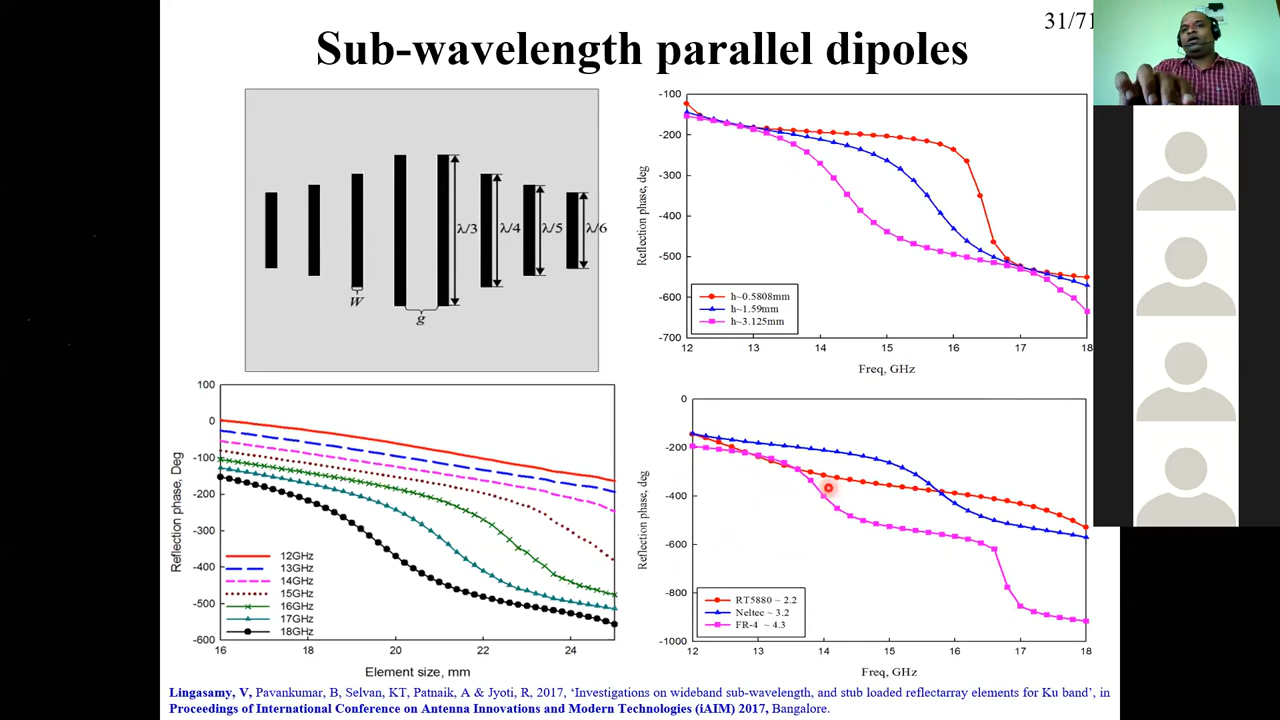 31/71
Sub-wavelength parallel dipoles
λ/3
λ/4
λ/5
λ/6
W
g
-100
-200
-300
-400
-500
-600
-700
Reflection phase, deg
h~0.5808mm
h~1.59mm
h~3.125mm
12 13 14 15 16 17 18
Freq, GHz
100
0
-100
-200
-300
-400
-500
-600
Reflection phase, Deg
12GHz
13GHz
14GHz
15GHz
16GHz
17GHz
18GHz
16 18 20 22 24
Element size, mm
0
-200
-400
-600
-800
-1000
Reflection phase, deg
RT5880 ~ 2.2
Neltec ~ 3.2
FR-4 ~ 4.3
12 13 14 15 16 17 18
Freq, GHz
Lingasamy, V, Pavankumar, B, Selvan, KT, Patnaik, A & Jyoti, R, 2017, ‘Investigations on wideband sub-wavelength, and stub loaded reflectarray elements for Ku band’, in
Proceedings of International Conference on Antenna Innovations and Modern Technologies (iAIM) 2017, Bangalore.